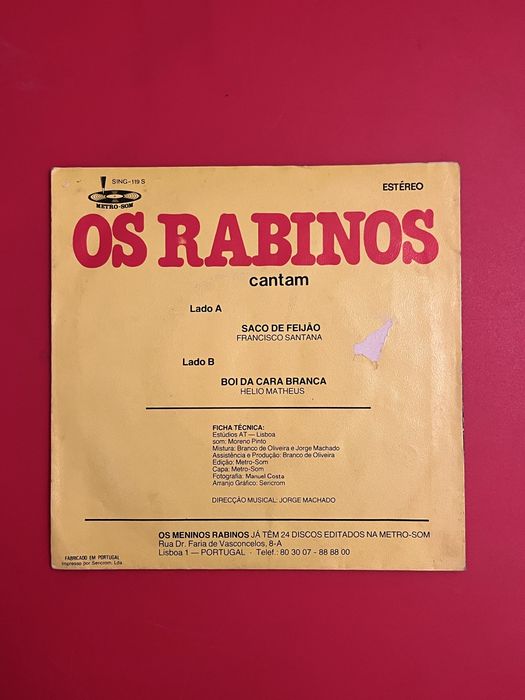 SING-119 S
METRO-SOM
ESTÉREO
OS RABINOS
cantam
Lado A
SACO DE FEIJÃO
FRANCISCO SANTANA
Lado B
BOI DA CARA BRANCA
HELIO MATHEUS
FICHA TÉCNICA:
Estúdios AT — Lisboa
som: Moreno Pinto
Mistura: Branco de Oliveira e Jorge Machado
Assistência e Produção: Branco de Oliveira
Edição: Metro-Som
Capa: Metro-Som
Fotografia: Manuel Costa
Arranjo Gráfico: Sericrom
DIRECÇÃO MUSICAL: JORGE MACHADO
OS MENINOS RABINOS JÁ TÊM 24 DISCOS EDITADOS NA METRO-SOM
Rua Dr. Faria de Vasconcelos, 8-A
Lisboa 1 — PORTUGAL - Telef.: 80 30 07 - 88 88 00
FABRICADO EM PORTUGAL
Impresso por Sericrom, Lda